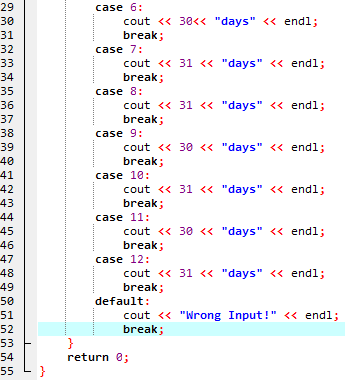 29 case 6:
30 cout << 30<< "days" << endl;
31 break;
32 case 7:
33 cout << 31 << "days" << endl;
34 break;
35 case 8:
36 cout << 31 << "days" << endl;
37 break;
38 case 9:
39 cout << 30 << "days" << endl;
40 break;
41 case 10:
42 cout << 31 << "days" << endl;
43 break;
44 case 11:
45 cout << 30 << "days" << endl;
46 break;
47 case 12:
48 cout << 31 << "days" << endl;
49 break;
50 default:
51 cout << "Wrong Input!" << endl;
52 break;
53 }
54 return 0;
55 }